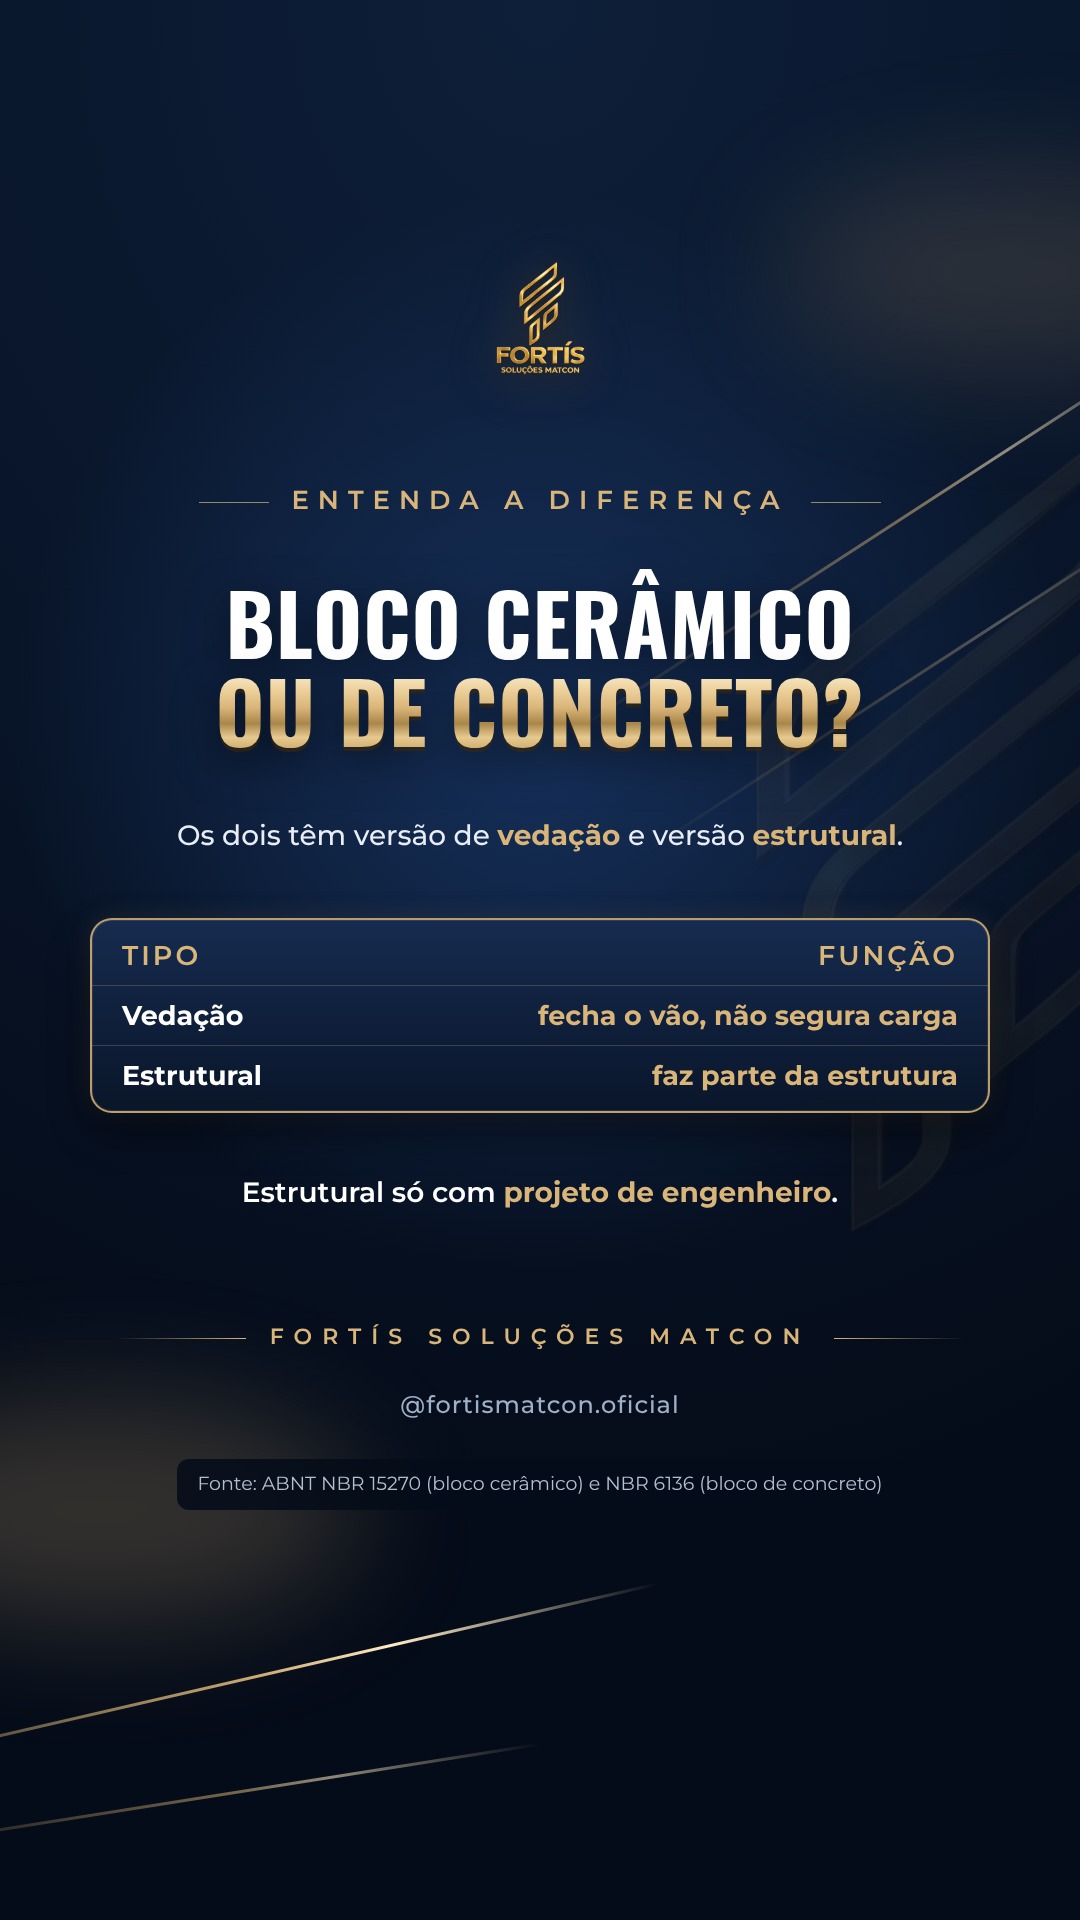 FORTÍS
SOLUÇÕES MATCON
ENTENDA A DIFERENÇA
BLOCO CERÂMICO
OU DE CONCRETO?
Os dois têm versão de vedação e versão estrutural.
TIPO FUNÇÃO
Vedação fecha o vão, não segura carga
Estrutural faz parte da estrutura
Estrutural só com projeto de engenheiro.
FORTÍS SOLUÇÕES MATCON
@fortismatcon.oficial
Fonte: ABNT NBR 15270 (bloco cerâmico) e NBR 6136 (bloco de concreto)